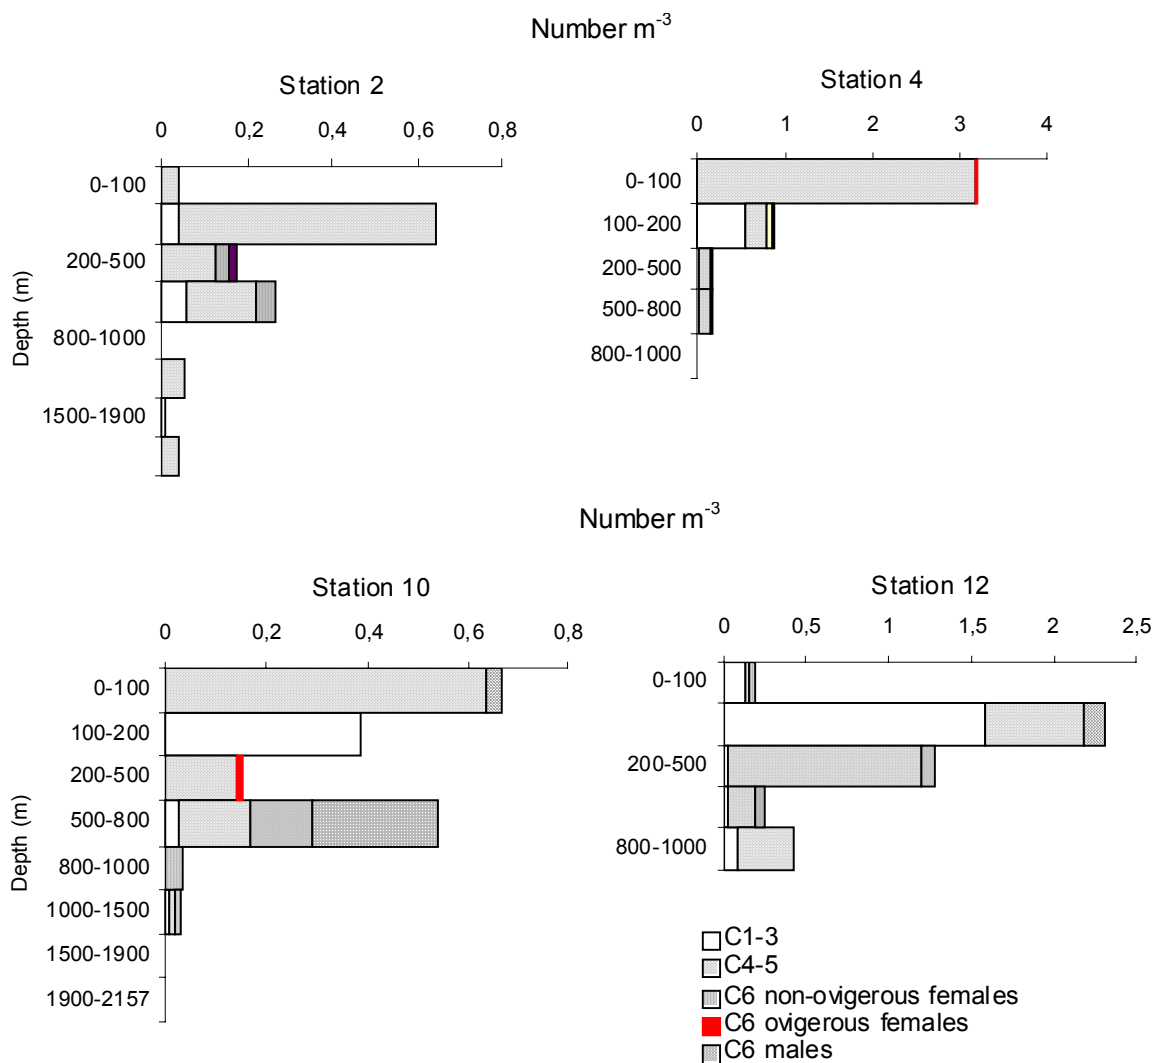 Number m-3
Station 2
0 0,2 0,4 0,6 0,8
0-100
200-500
800-1000
1500-1900
Depth (m)
Station 4
0 1 2 3 4
0-100
100-200
200-500
500-800
800-1000
Number m-3
Station 10
0 0,2 0,4 0,6 0,8
0-100
100-200
200-500
500-800
800-1000
1000-1500
1500-1900
1900-2157
Depth (m)
Station 12
0 0,5 1 1,5 2 2,5
0-100
200-500
800-1000
C1-3
C4-5
C6 non-ovigerous females
C6 ovigerous females
C6 males